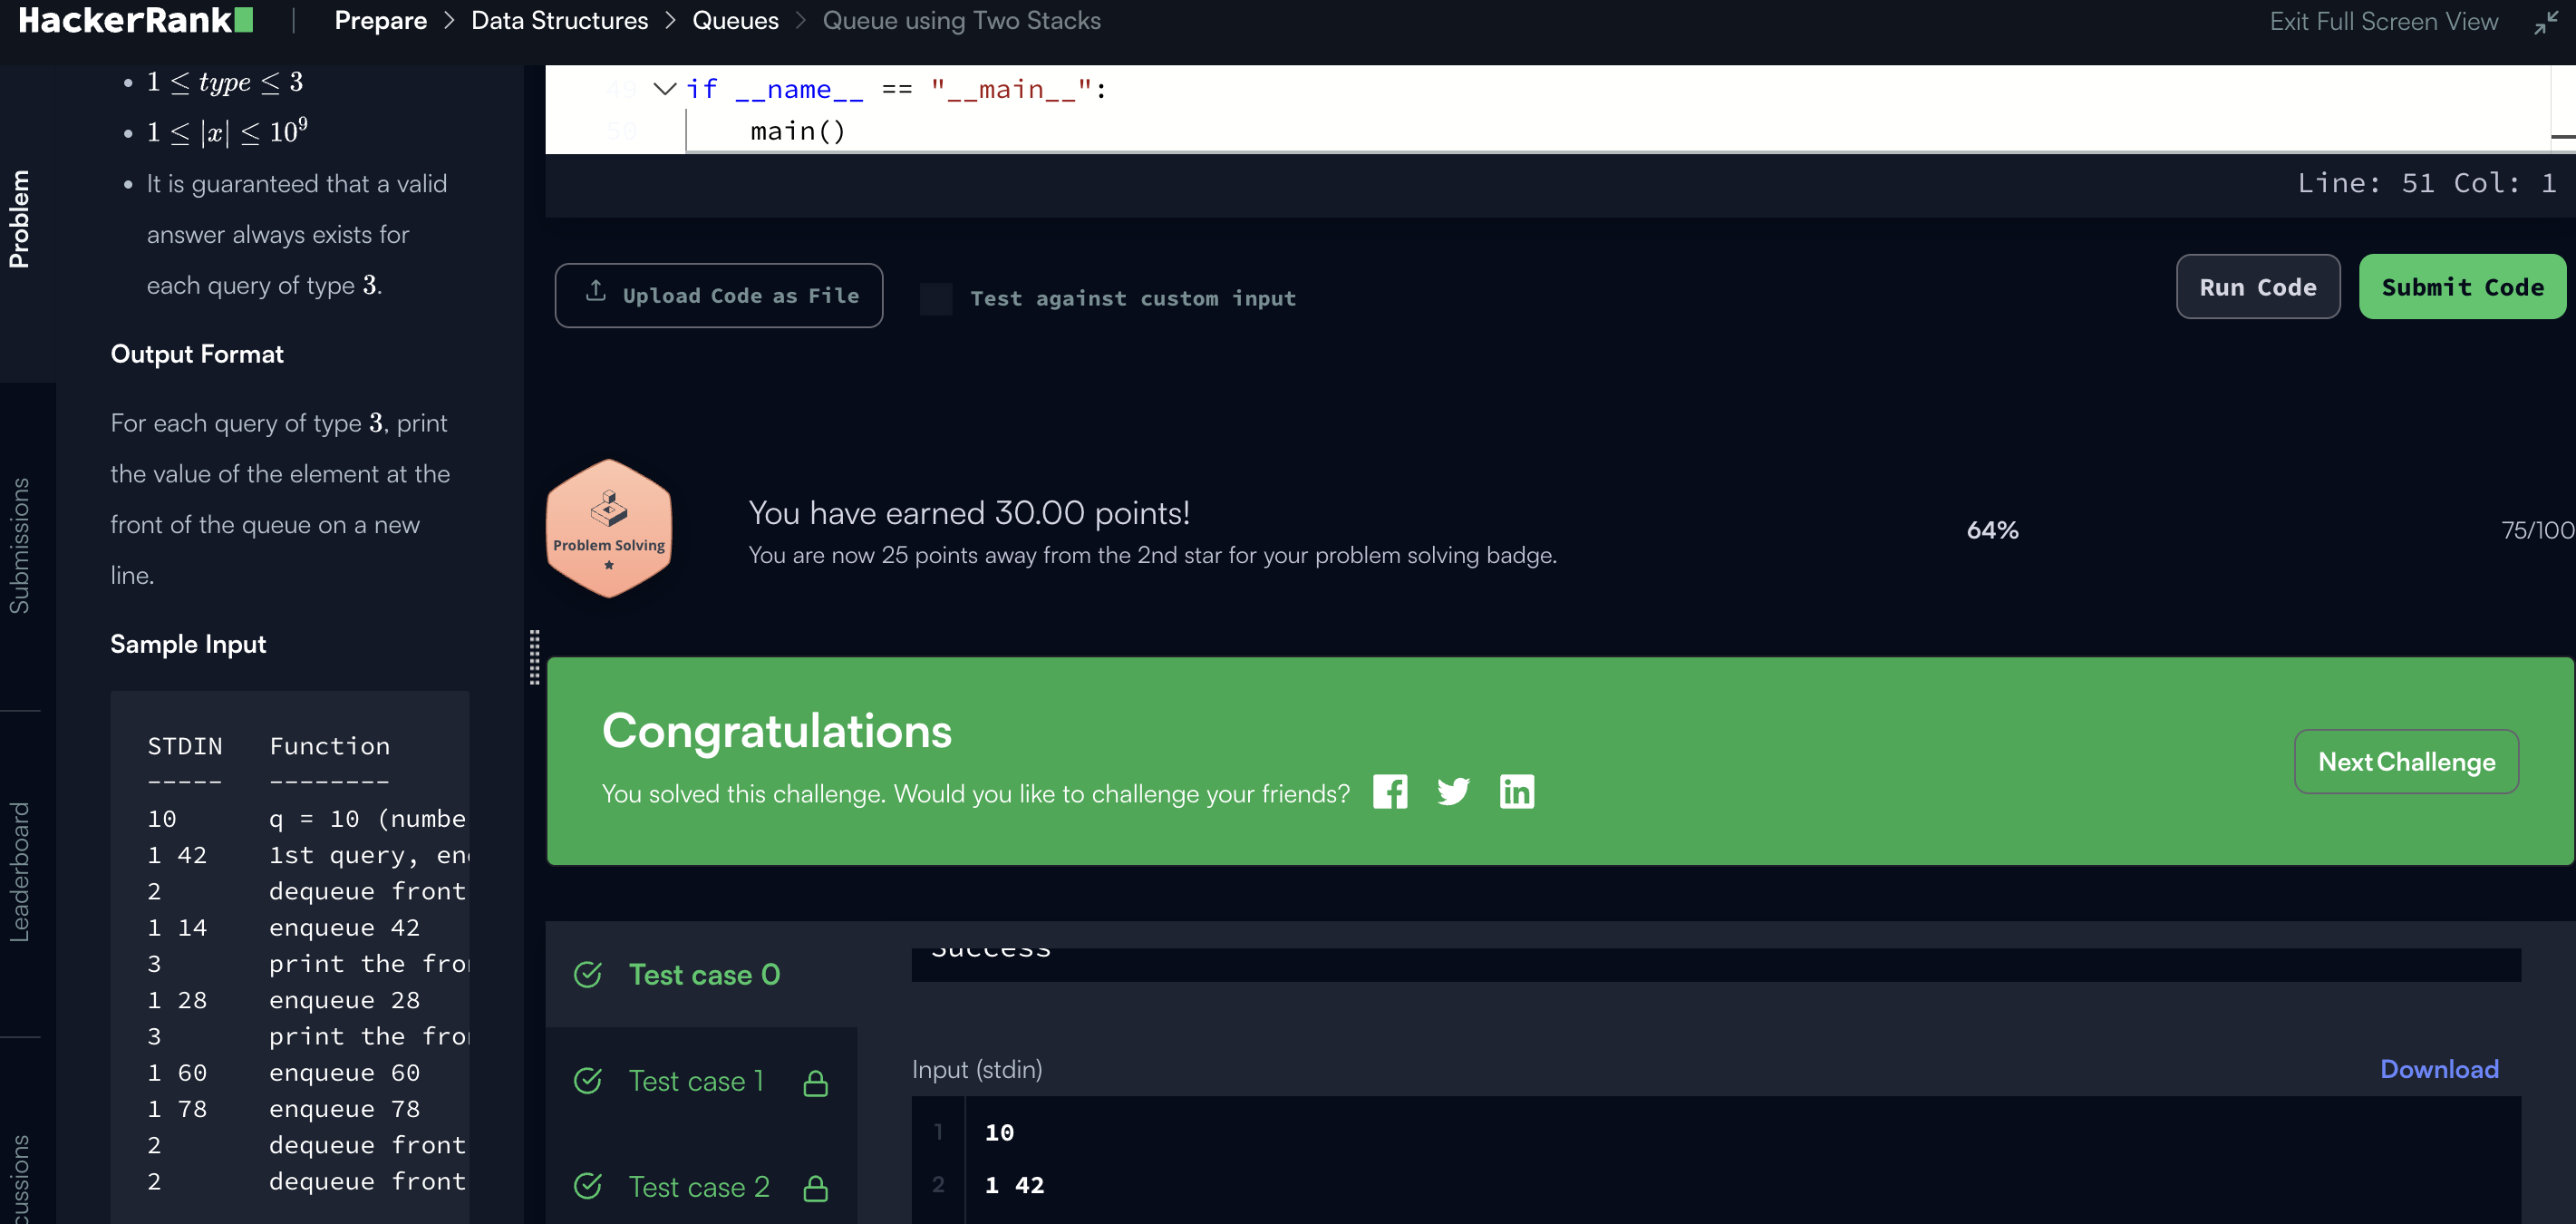 HackerRank | Prepare > Data Structures > Queues > Queue using Two Stacks Exit Full Screen View
Problem
Submissions
Leaderboard
• 1 ≤ type ≤ 3
• 1 ≤ |x| ≤ 10⁹
• It is guaranteed that a valid
answer always exists for
each query of type 3.
Output Format
For each query of type 3, print
the value of the element at the
front of the queue on a new
line.
Sample Input
STDIN Function
----- --------
10 q = 10 (numbe
1 42 1st query, en
2 dequeue front
1 14 enqueue 42
3 print the fro
1 28 enqueue 28
3 print the fro
1 60 enqueue 60
1 78 enqueue 78
2 dequeue front
2 dequeue front
49 if __name__ == "__main__":
50 main()
Line: 51 Col: 1
Upload Code as File Test against custom input Run Code Submit Code
Problem Solving
You have earned 30.00 points!
You are now 25 points away from the 2nd star for your problem solving badge.
64% 75/100
Congratulations
You solved this challenge. Would you like to challenge your friends?
Next Challenge
Test case 0
Test case 1
Test case 2
Success
Input (stdin) Download
1 10
2 1 42